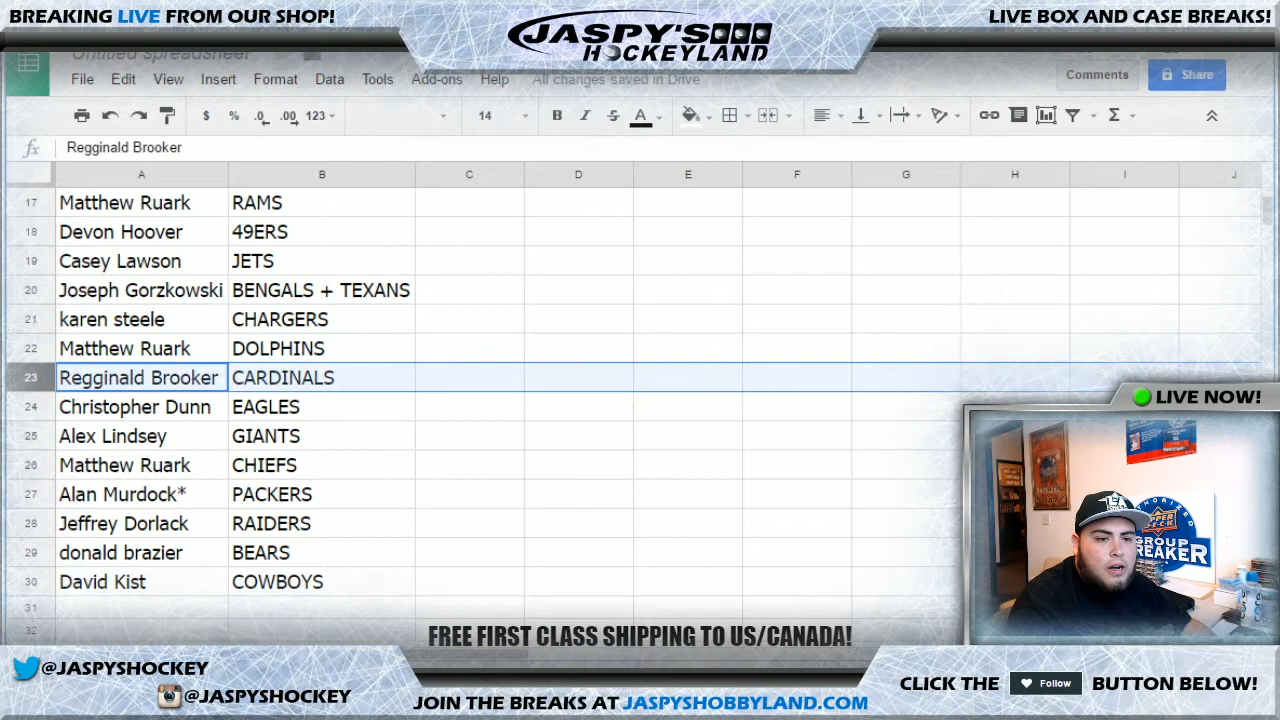 BREAKING LIVE FROM OUR SHOP!
JASPY'S
HOCKEYLAND
LIVE BOX AND CASE BREAKS!
Untitled spreadsheet
File Edit View Insert Format Data Tools Add-ons Help All changes saved in Drive
Comments
Share
$ % .0 .00 123 14 B I S A Σ
fx Regginald Brooker
A B C D E F G H I J
17 Matthew Ruark RAMS
18 Devon Hoover 49ERS
19 Casey Lawson JETS
20 Joseph Gorzkowski BENGALS + TEXANS
21 karen steele CHARGERS
22 Matthew Ruark DOLPHINS
23 Regginald Brooker CARDINALS
24 Christopher Dunn EAGLES
25 Alex Lindsey GIANTS
26 Matthew Ruark CHIEFS
27 Alan Murdock* PACKERS
28 Jeffrey Dorlack RAIDERS
29 donald brazier BEARS
30 David Kist COWBOYS
31
32
LIVE NOW!
AUTHORIZED
UPPER DECK
GROUP
BREAKER
FREE FIRST CLASS SHIPPING TO US/CANADA!
@JASPYSHOCKEY
@JASPYSHOCKEY
JOIN THE BREAKS AT JASPYSHOBBYLAND.COM
CLICK THE Follow BUTTON BELOW!